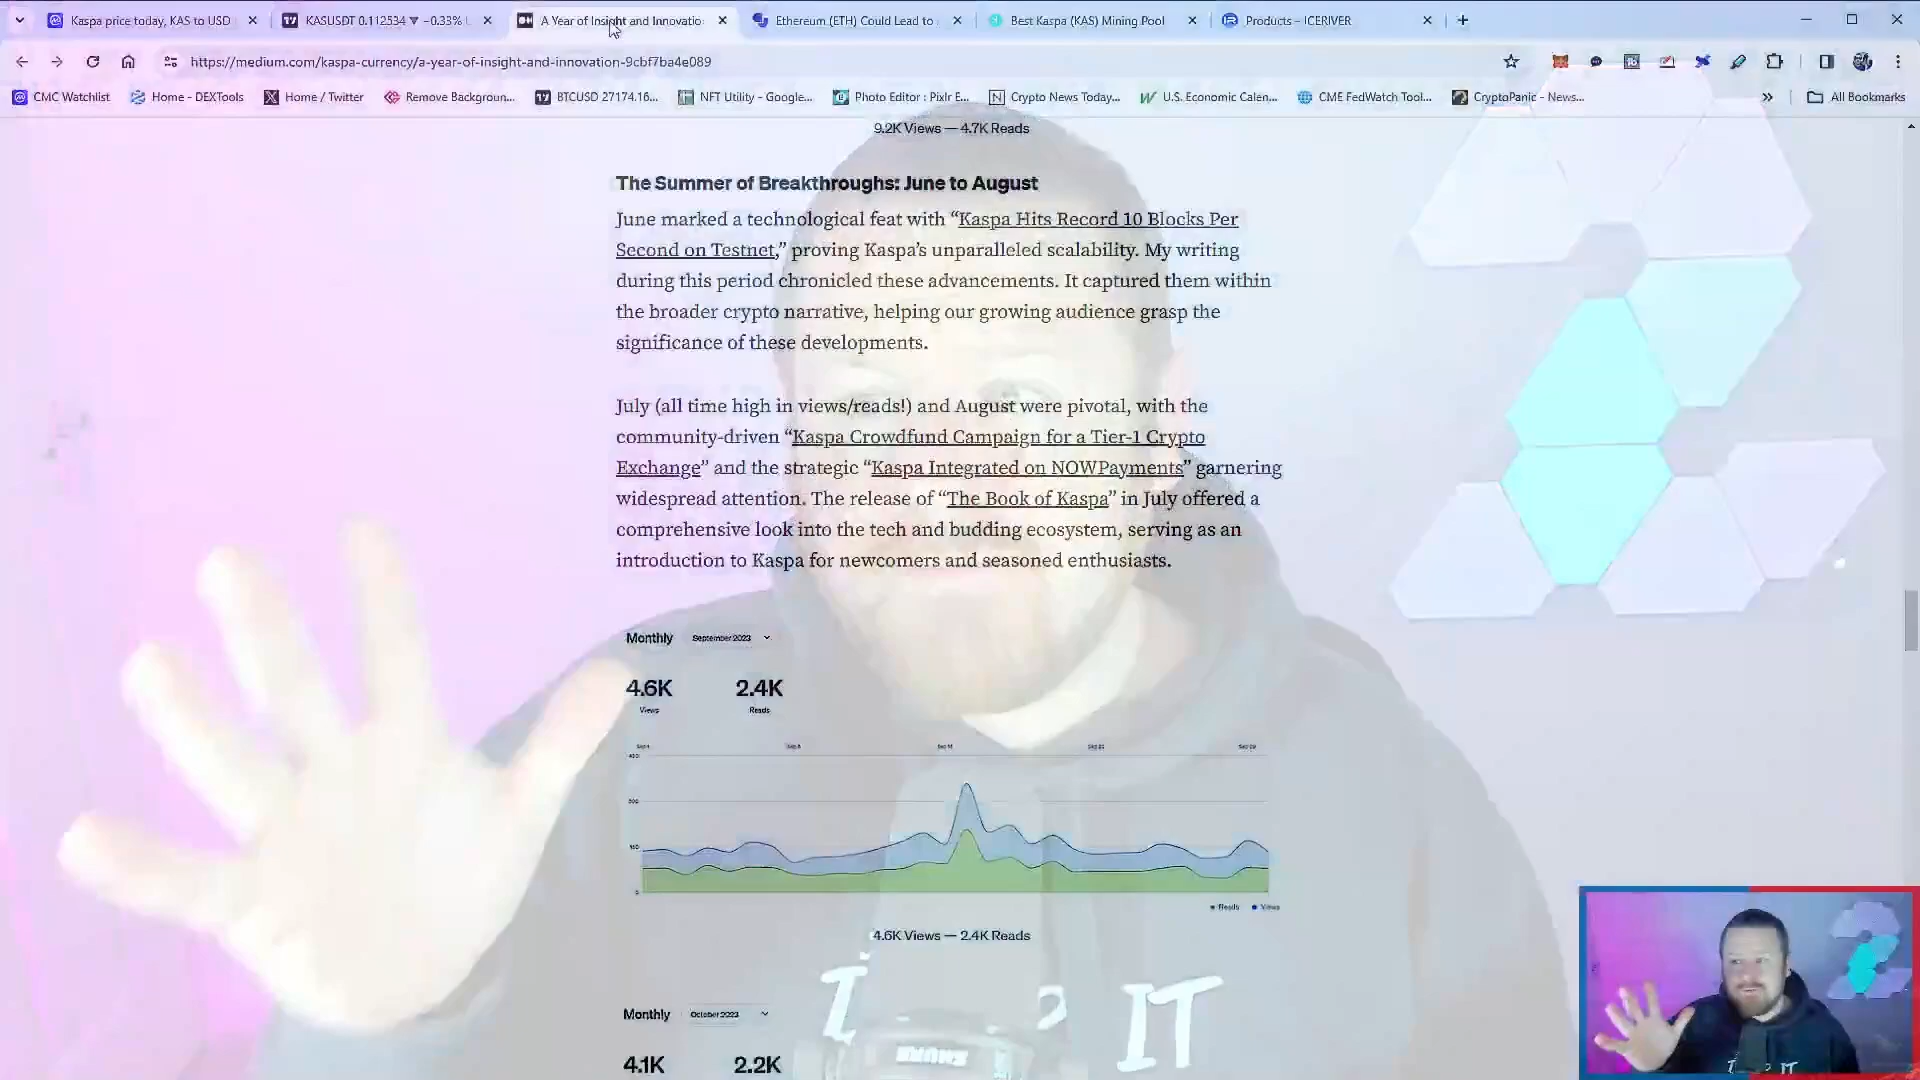 Kaspa price today, KAS to USD
KASUSDT 0.112534 ▼ −0.33%
A Year of Insight and Innovatio
Ethereum (ETH) Could Lead to
Best Kaspa (KAS) Mining Pool
Products – ICERIVER
https://medium.com/kaspa-currency/a-year-of-insight-and-innovation-9cbf7ba4e089
CMC Watchlist
Home - DEXTools
Home / Twitter
Remove Backgroun...
BTCUSD 27174.16...
NFT Utility - Google...
Photo Editor : Pixlr E...
Crypto News Today...
U.S. Economic Calen...
CME FedWatch Tool...
CryptoPanic - News...
All Bookmarks
9.2K Views — 4.7K Reads
The Summer of Breakthroughs: June to August
June marked a technological feat with “Kaspa Hits Record 10 Blocks Per
Second on Testnet,” proving Kaspa’s unparalleled scalability. My writing
during this period chronicled these advancements. It captured them within
the broader crypto narrative, helping our growing audience grasp the
significance of these developments.
July (all time high in views/reads!) and August were pivotal, with the
community-driven “Kaspa Crowdfund Campaign for a Tier-1 Crypto
Exchange” and the strategic “Kaspa Integrated on NOWPayments” garnering
widespread attention. The release of “The Book of Kaspa” in July offered a
comprehensive look into the tech and budding ecosystem, serving as an
introduction to Kaspa for newcomers and seasoned enthusiasts.
Monthly September 2023
4.6K 2.4K
Views Reads
Reads Views
4.6K Views — 2.4K Reads
Monthly October 2023
4.1K 2.2K
IT
SHURE
IT